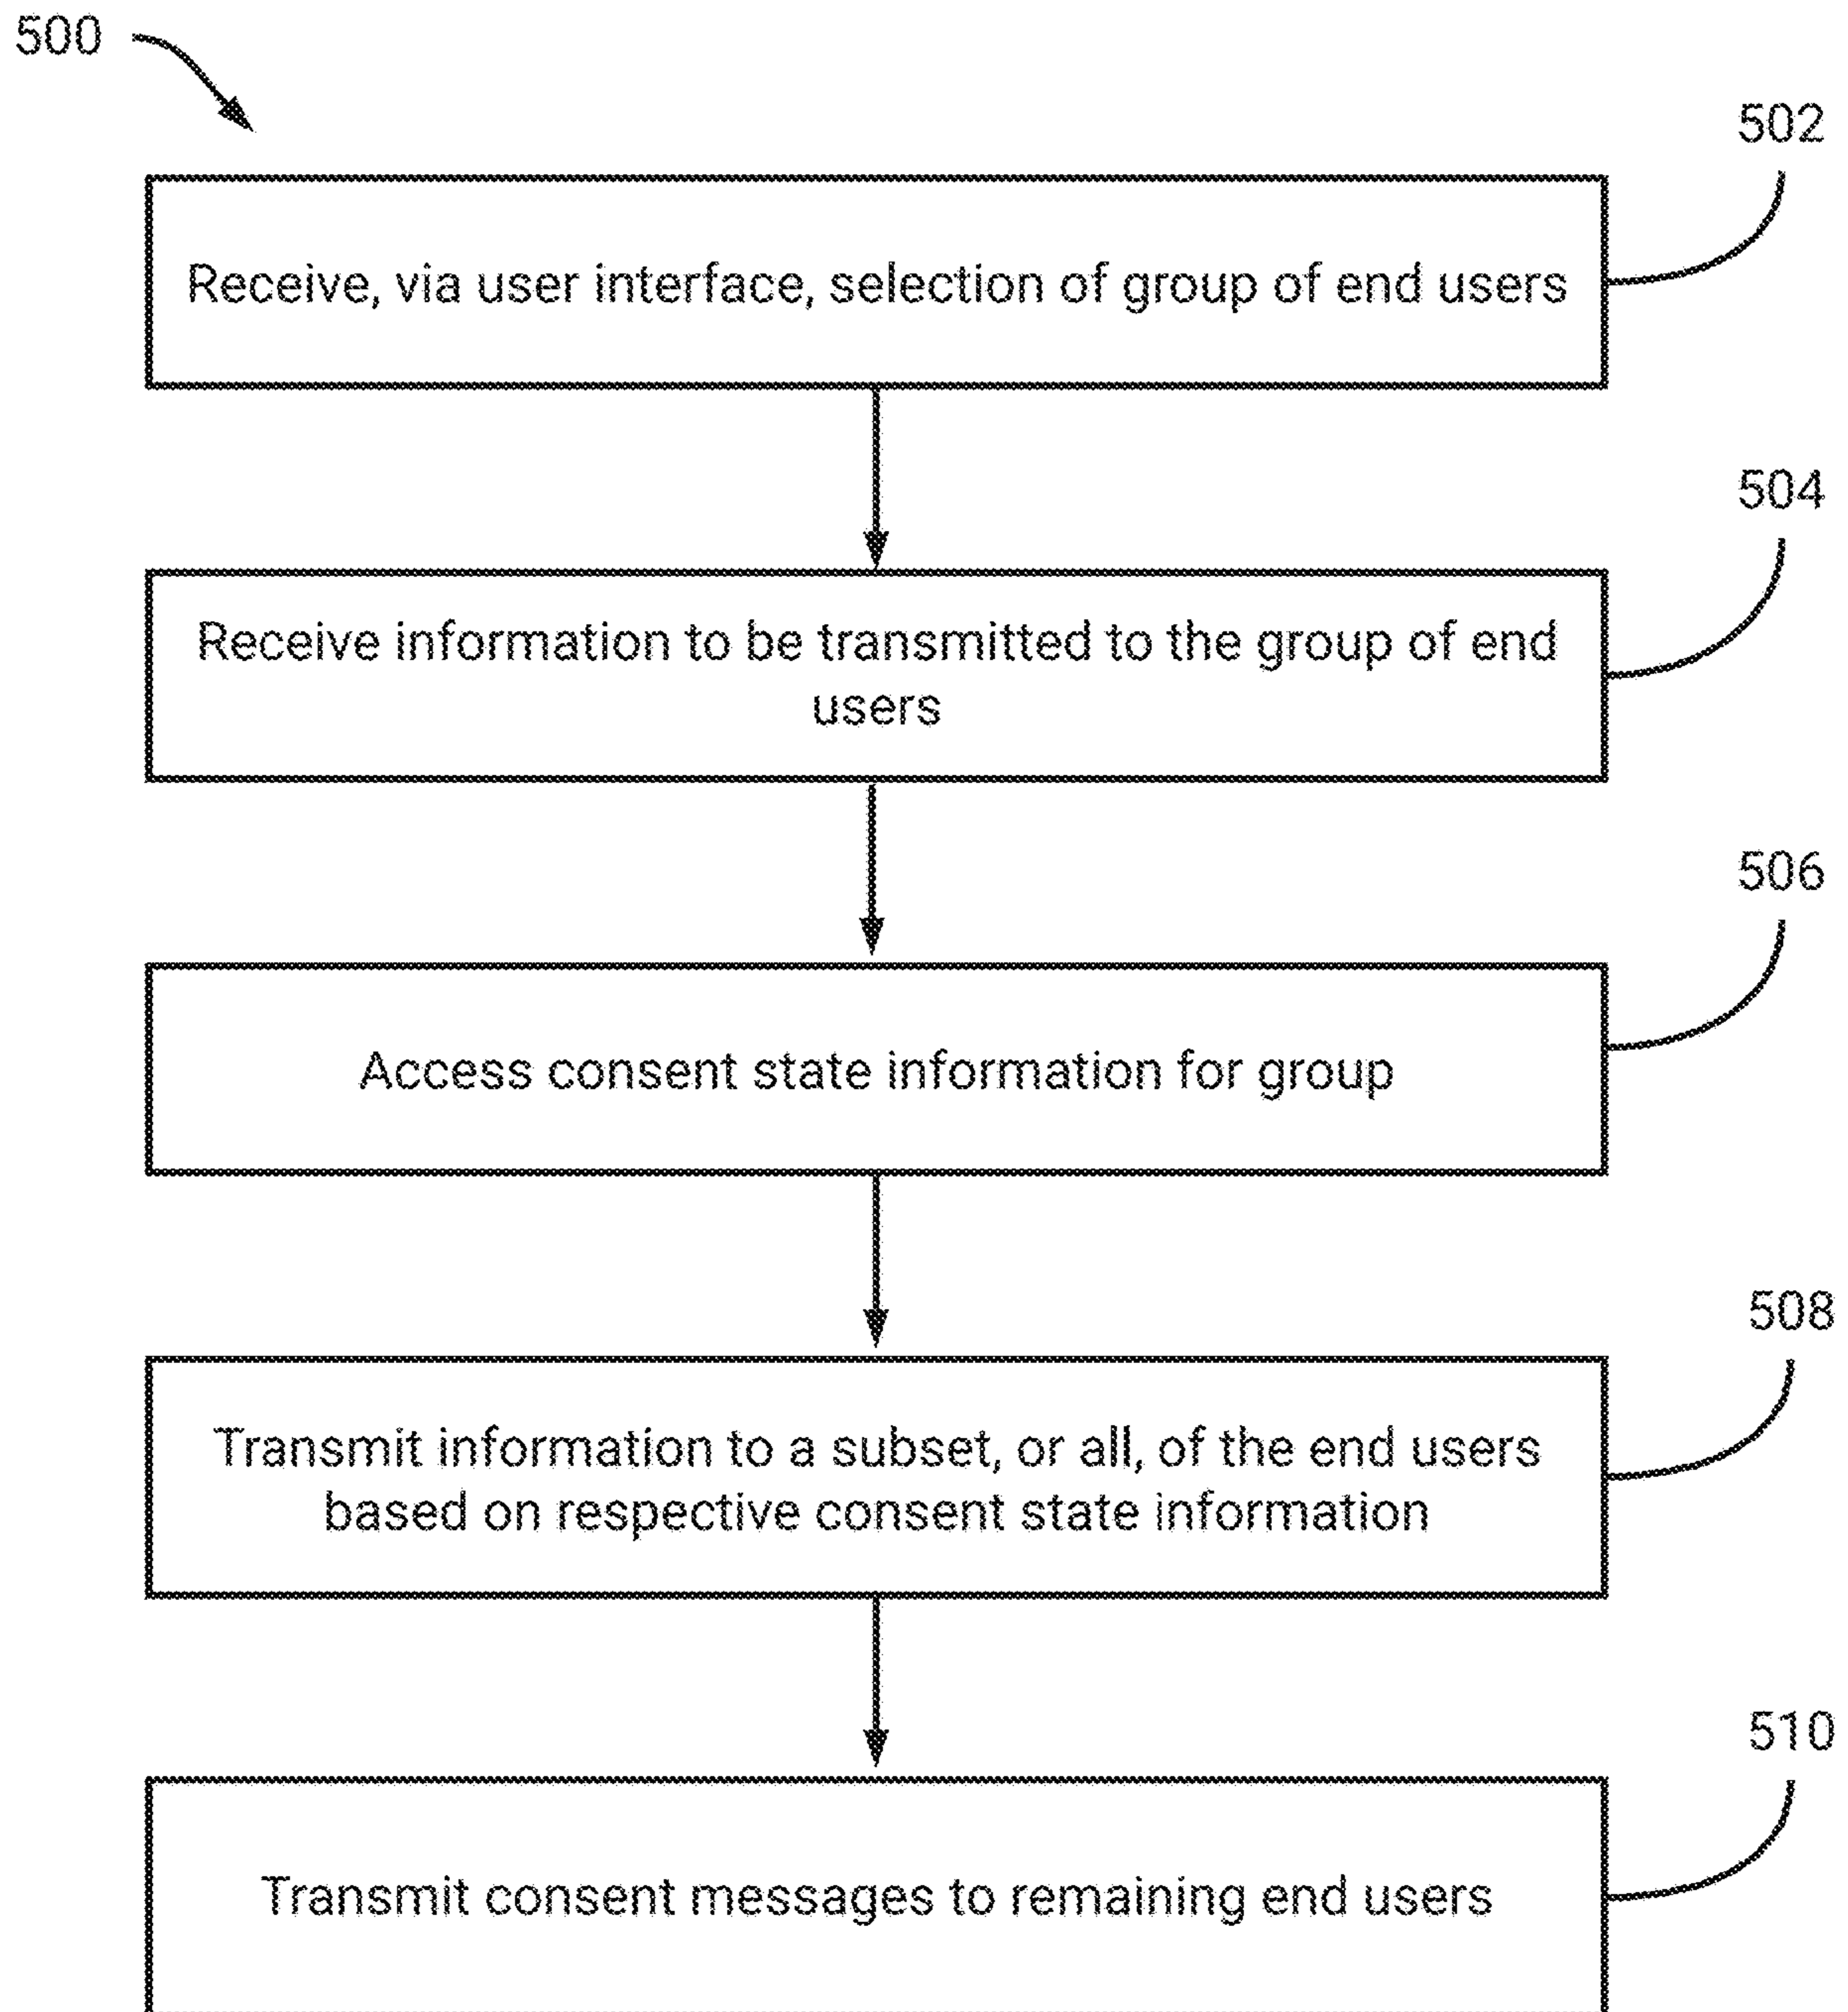 500
502
Receive, via user interface, selection of group of end users
504
Receive information to be transmitted to the group of end
users
506
Access consent state information for group
508
Transmit information to a subset, or all, of the end users
based on respective consent state information
510
Transmit consent messages to remaining end users